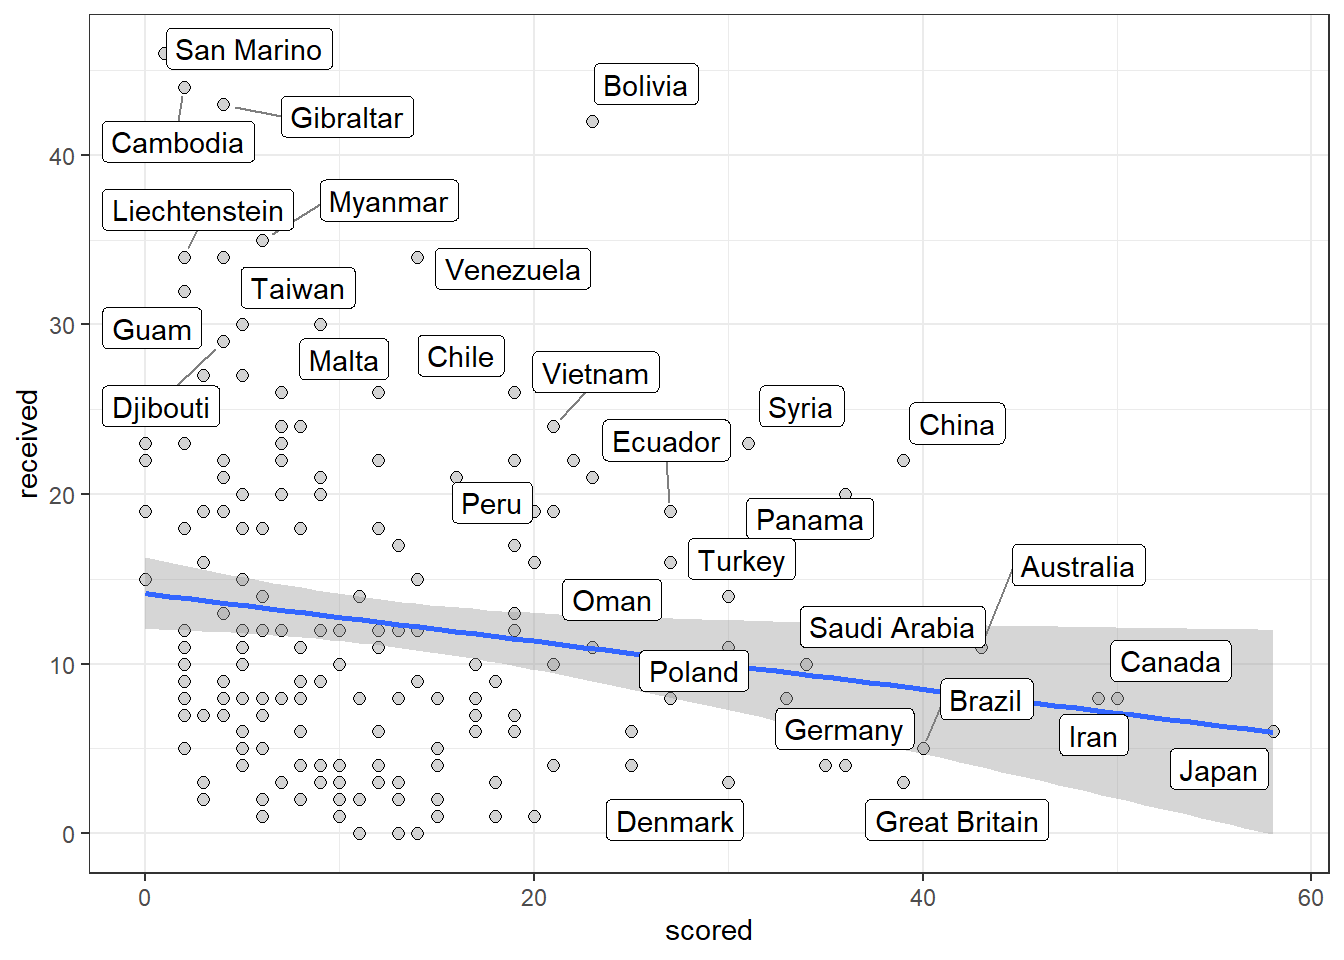 San Marino
Bolivia
Gibraltar
Cambodia
40
Myanmar
Liechtenstein
Venezuela
Taiwan
30
Guam
Malta
Chile
Vietnam
Djibouti
Syria
China
Ecuador
received
20
Peru
Panama
Turkey
Australia
Oman
Saudi Arabia
10
Poland
Canada
Brazil
Germany
Iran
Japan
0
Denmark
Great Britain
0
20
40
60
scored